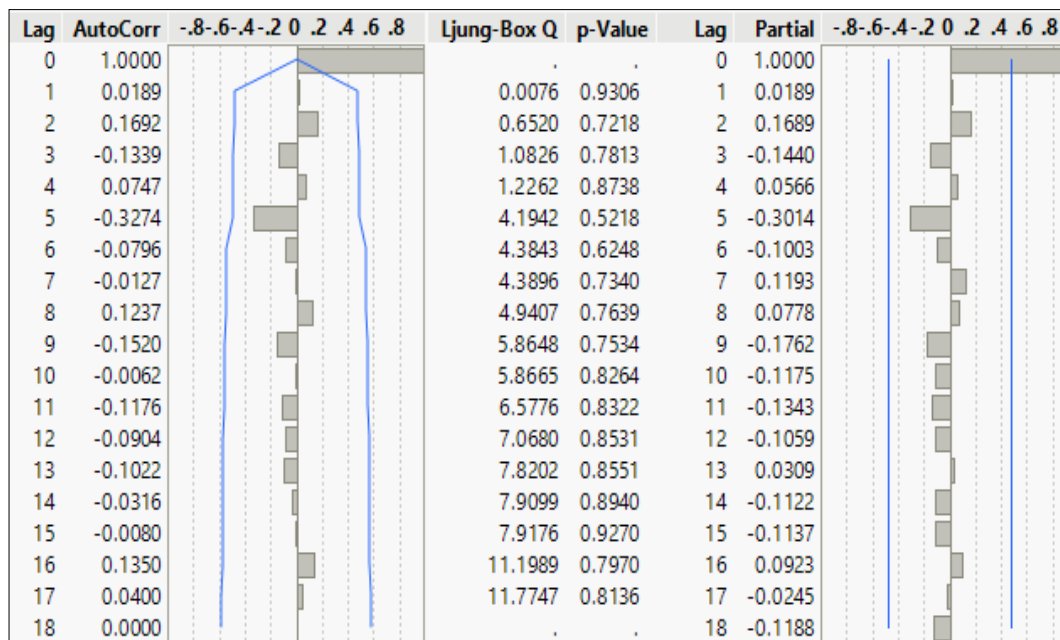 Lag AutoCorr -.8-.6-.4-.2 0 .2 .4 .6 .8 Ljung-Box Q p-Value Lag Partial -.8-.6-.4-.2 0 .2 .4 .6 .8
0 1.0000 . . 0 1.0000
1 0.0189 0.0076 0.9306 1 0.0189
2 0.1692 0.6520 0.7218 2 0.1689
3 -0.1339 1.0826 0.7813 3 -0.1440
4 0.0747 1.2262 0.8738 4 0.0566
5 -0.3274 4.1942 0.5218 5 -0.3014
6 -0.0796 4.3843 0.6248 6 -0.1003
7 -0.0127 4.3896 0.7340 7 0.1193
8 0.1237 4.9407 0.7639 8 0.0778
9 -0.1520 5.8648 0.7534 9 -0.1762
10 -0.0062 5.8665 0.8264 10 -0.1175
11 -0.1176 6.5776 0.8322 11 -0.1343
12 -0.0904 7.0680 0.8531 12 -0.1059
13 -0.1022 7.8202 0.8551 13 0.0309
14 -0.0316 7.9099 0.8940 14 -0.1122
15 -0.0080 7.9176 0.9270 15 -0.1137
16 0.1350 11.1989 0.7970 16 0.0923
17 0.0400 11.7747 0.8136 17 -0.0245
18 0.0000 . . 18 -0.1188